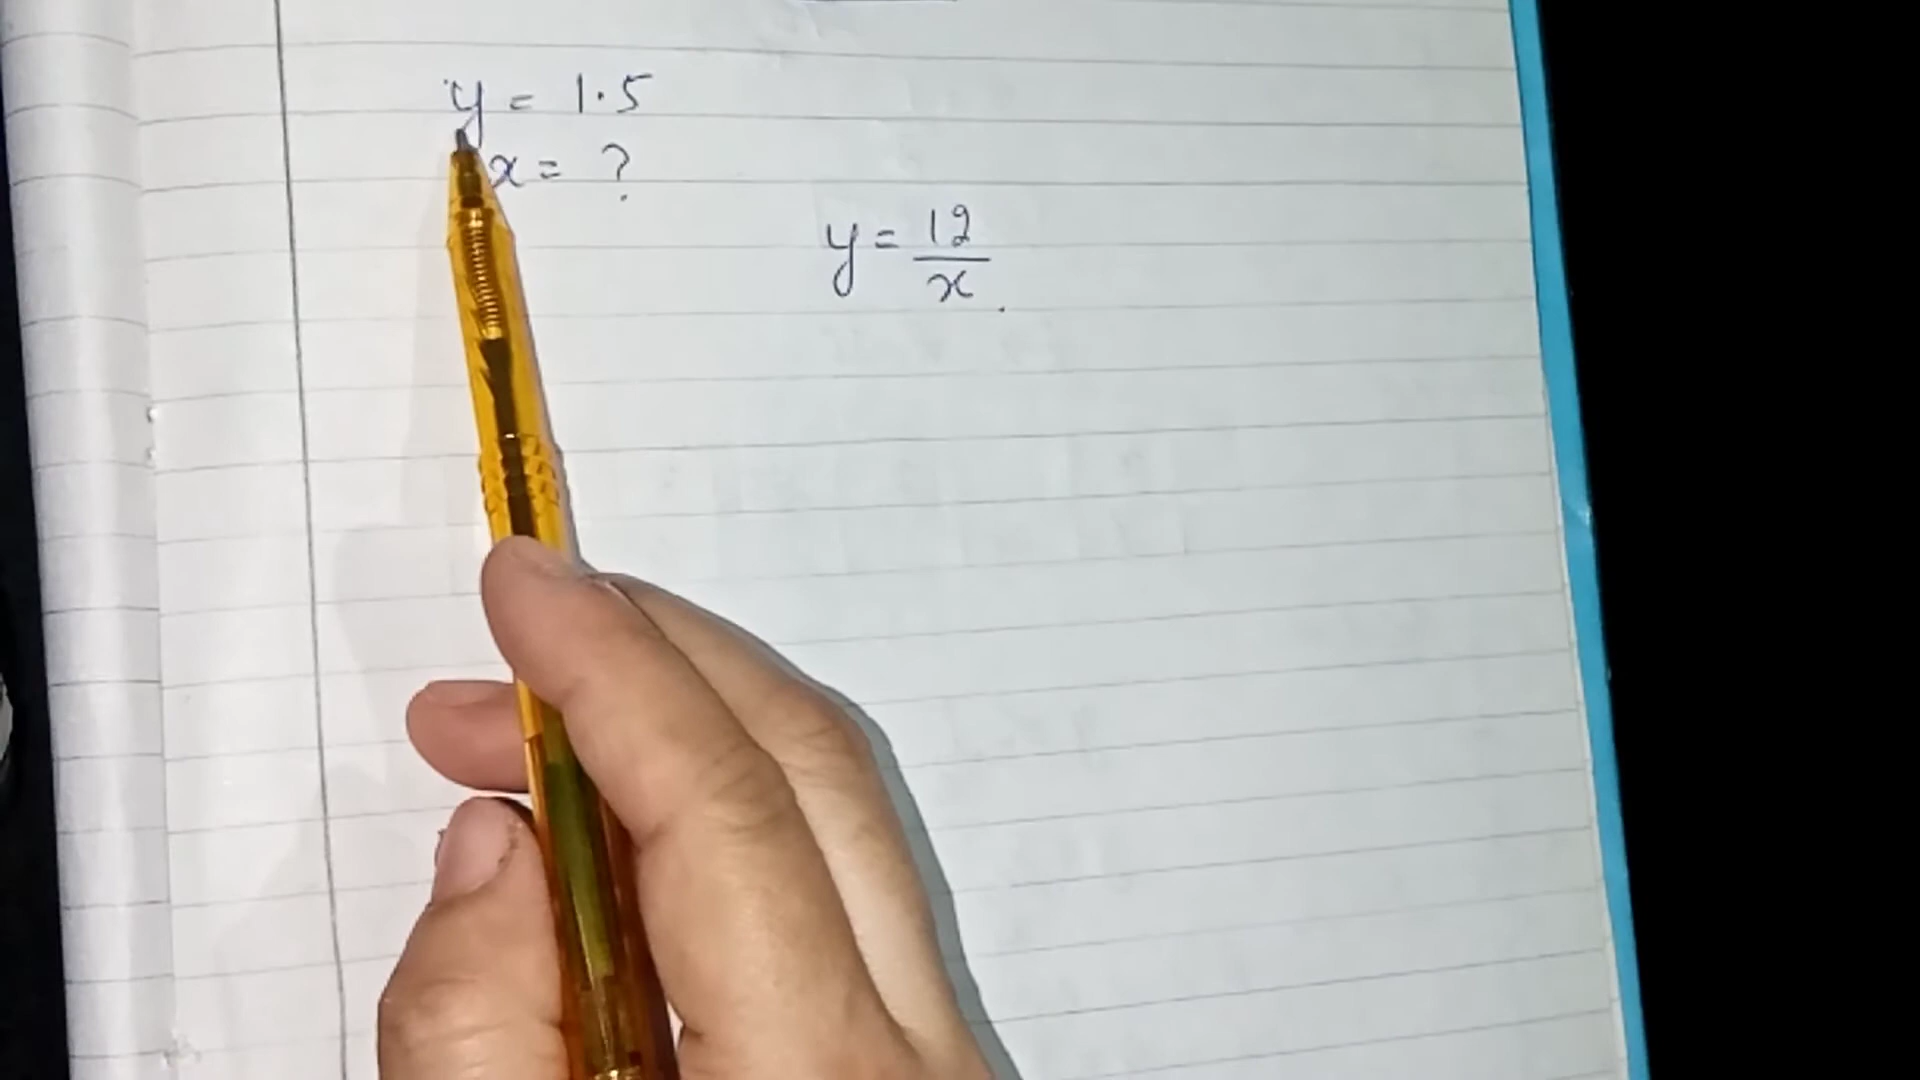 y = 1.5
x = ?
y = 12/x